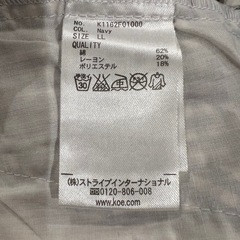 NO. K1162F01000
COL. Navy
SIZE LL
QUALITY
綿 62%
レーヨン 20%
ポリエステル 18%
30
(株)ストライプインターナショナル
0120-806-008
www.koe.com